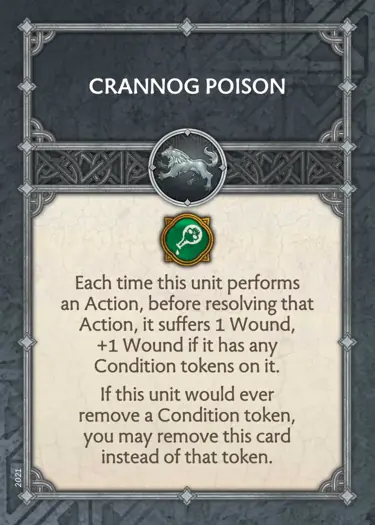 CRANNOG POISON
Each time this unit performs
an Action, before resolving that
Action, it suffers 1 Wound,
+1 Wound if it has any
Condition tokens on it.
If this unit would ever
remove a Condition token,
you may remove this card
instead of that token.
2021